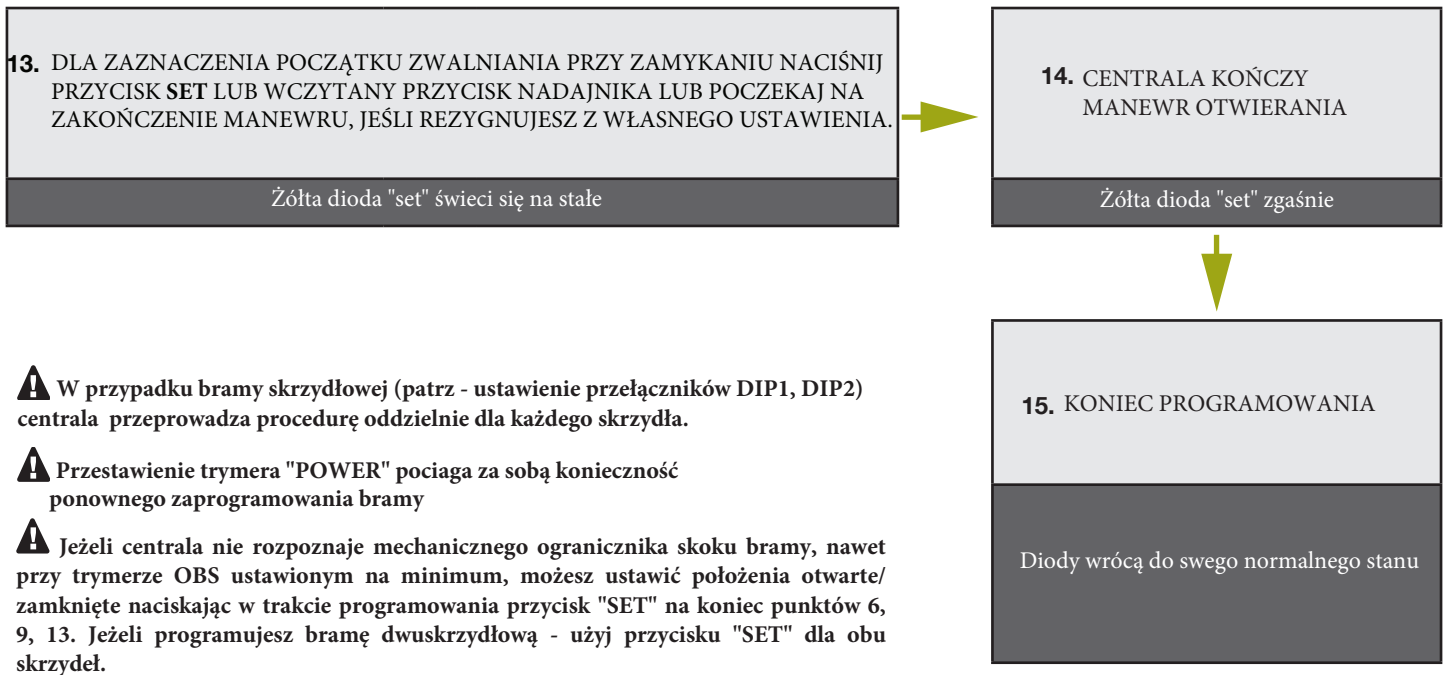 13. DLA ZAZNACZENIA POCZĄTKU ZWALNIANIA PRZY ZAMYKANIU NACIŚNIJ
PRZYCISK SET LUB WCZYTANY PRZYCISK NADAJNIKA LUB POCZEKAJ NA
ZAKOŃCZENIE MANEWRU, JEŚLI REZYGNUJESZ Z WŁASNEGO USTAWIENIA.
Żółta dioda "set" świeci się na stałe
14. CENTRALA KOŃCZY
MANEWR OTWIERANIA
Żółta dioda "set" zgaśnie
15. KONIEC PROGRAMOWANIA
Diody wrócą do swego normalnego stanu
W przypadku bramy skrzydłowej (patrz - ustawienie przełączników DIP1, DIP2)
centrala przeprowadza procedurę oddzielnie dla każdego skrzydła.
Przestawienie trymera "POWER" pociaga za sobą konieczność
ponownego zaprogramowania bramy
Jeżeli centrala nie rozpoznaje mechanicznego ogranicznika skoku bramy, nawet
przy trymerze OBS ustawionym na minimum, możesz ustawić położenia otwarte/
zamknięte naciskając w trakcie programowania przycisk "SET" na koniec punktów 6,
9, 13. Jeżeli programujesz bramę dwuskrzydłową - użyj przycisku "SET" dla obu
skrzydeł.